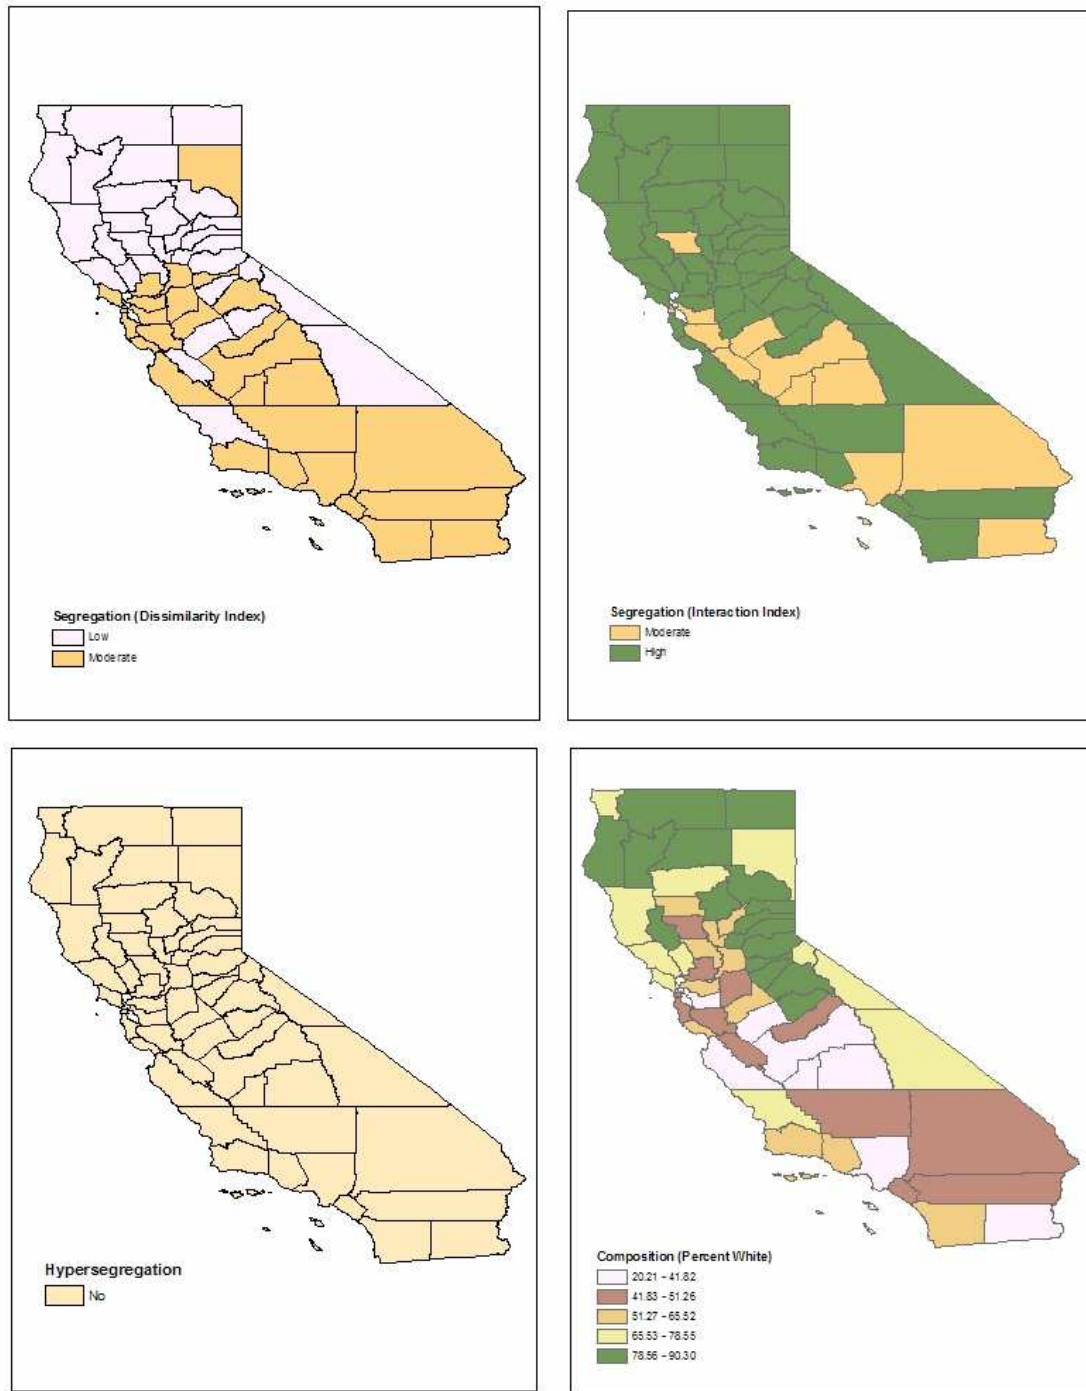 Segregation (Dissimilarity Index)
Low
Moderate
Segregation (Interaction Index)
Moderate
High
Hypersegregation
No
Composition (Percent White)
20.21 - 41.82
41.83 - 51.26
51.27 - 65.52
65.53 - 78.55
78.56 - 90.30